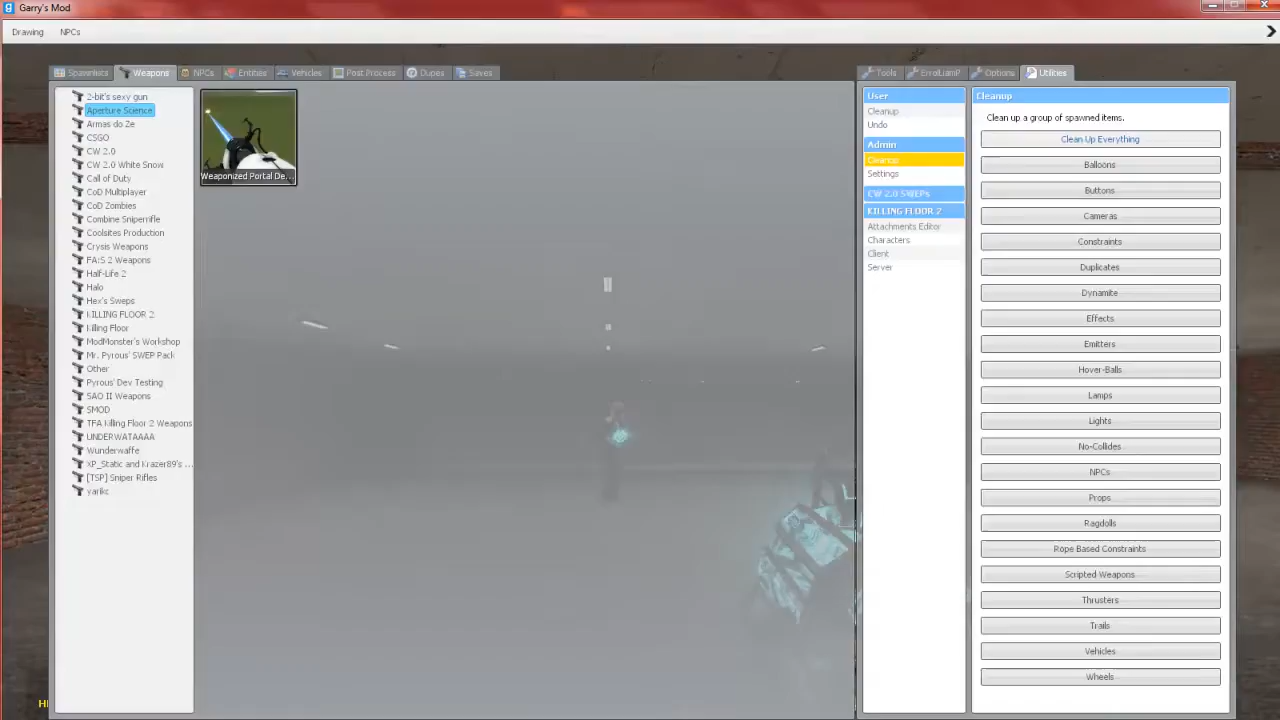 Garry's Mod
Drawing NPCs
Spawnlists Weapons NPCs Entities Vehicles Post Process Dupes Saves
2-bit's sexy gun
Aperture Science
Armas do Ze
CSGO
CW 2.0
CW 2.0 White Snow
Call of Duty
CoD Multiplayer
CoD Zombies
Combine Sniperrifle
Coolsites Production
Crysis Weapons
FA:S 2 Weapons
Half-Life 2
Halo
Hex's Sweps
KILLING FLOOR 2
Killing Floor
ModMonster's Workshop
Mr. Pyrous' SWEP Pack
Other
Pyrous' Dev Testing
SAO II Weapons
SMOD
TFA Killing Floor 2 Weapons
UNDERWATAAAA
Wunderwaffe
XP_Static and Krazer89's ...
[TSP] Sniper Rifles
yarikc
Weaponized Portal De...
Tools ErrolLiamP Options Utilities
User
Cleanup
Undo
Admin
Cleanup
Settings
CW 2.0 SWEPs
KILLING FLOOR 2
Attachments Editor
Characters
Client
Server
Cleanup
Clean up a group of spawned items.
Clean Up Everything
Balloons
Buttons
Cameras
Constraints
Duplicates
Dynamite
Effects
Emitters
Hover-Balls
Lamps
Lights
No-Collides
NPCs
Props
Ragdolls
Rope Based Constraints
Scripted Weapons
Thrusters
Trails
Vehicles
Wheels